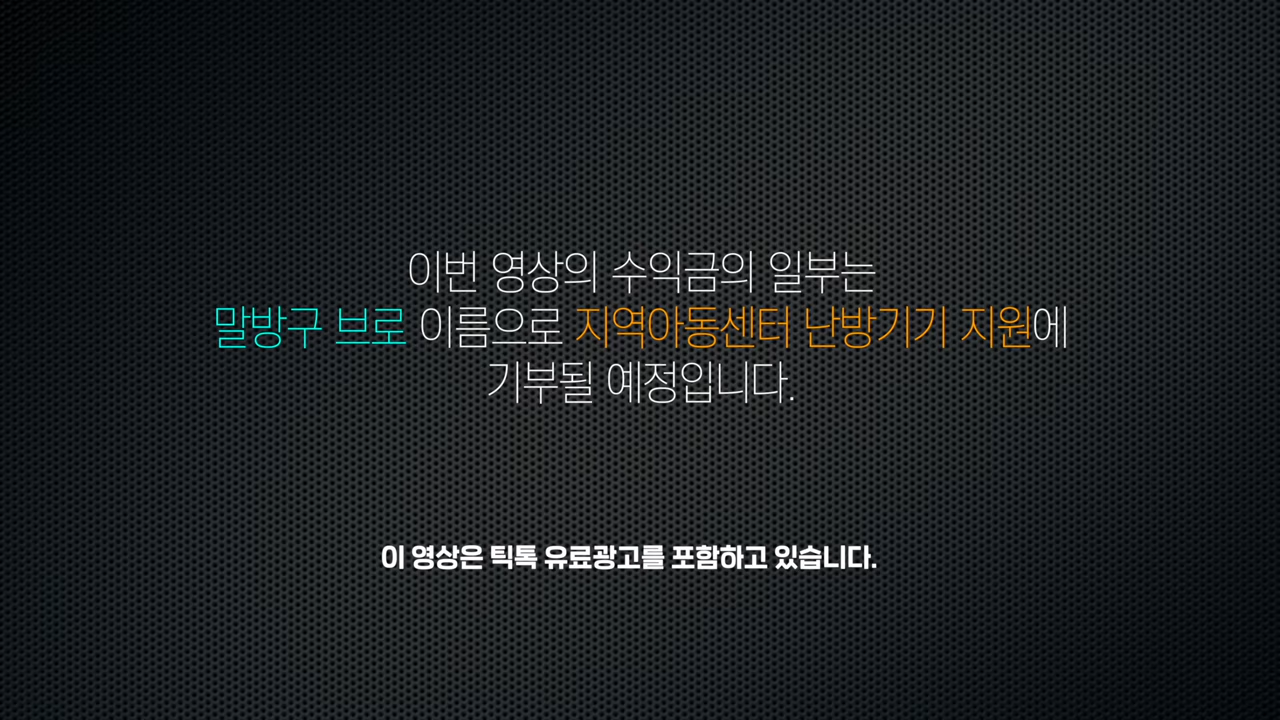 이번 영상의 수익금의 일부는
말방구 브로 이름으로 지역아동센터 난방기기 지원에
기부될 예정입니다.
이 영상은 틱톡 유료광고를 포함하고 있습니다.